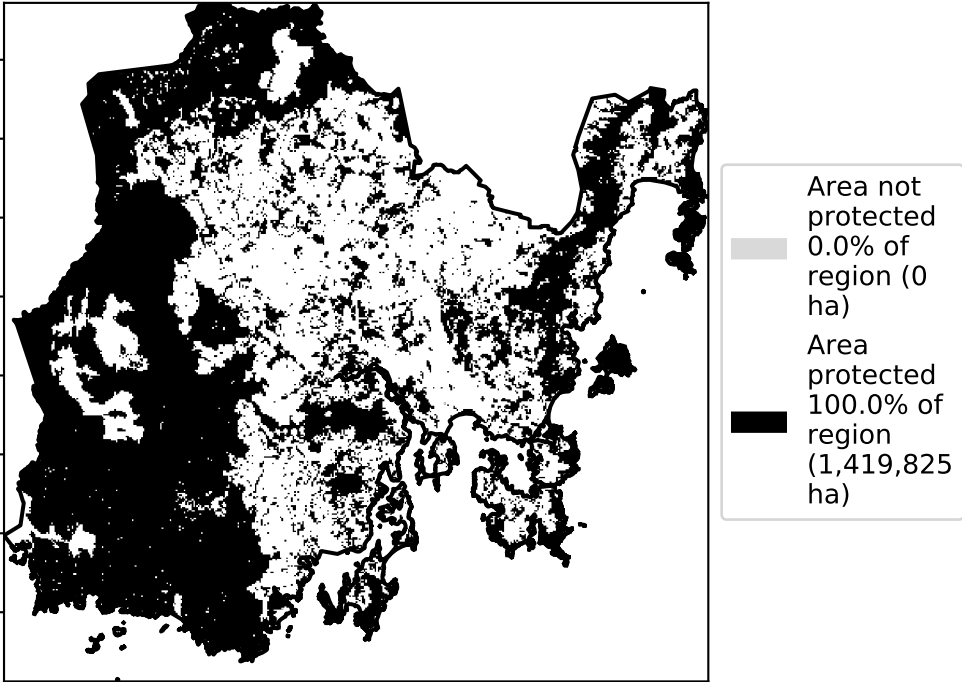 Area not
protected
0.0% of
region (0
ha)
Area
protected
100.0% of
region
(1,419,825
ha)